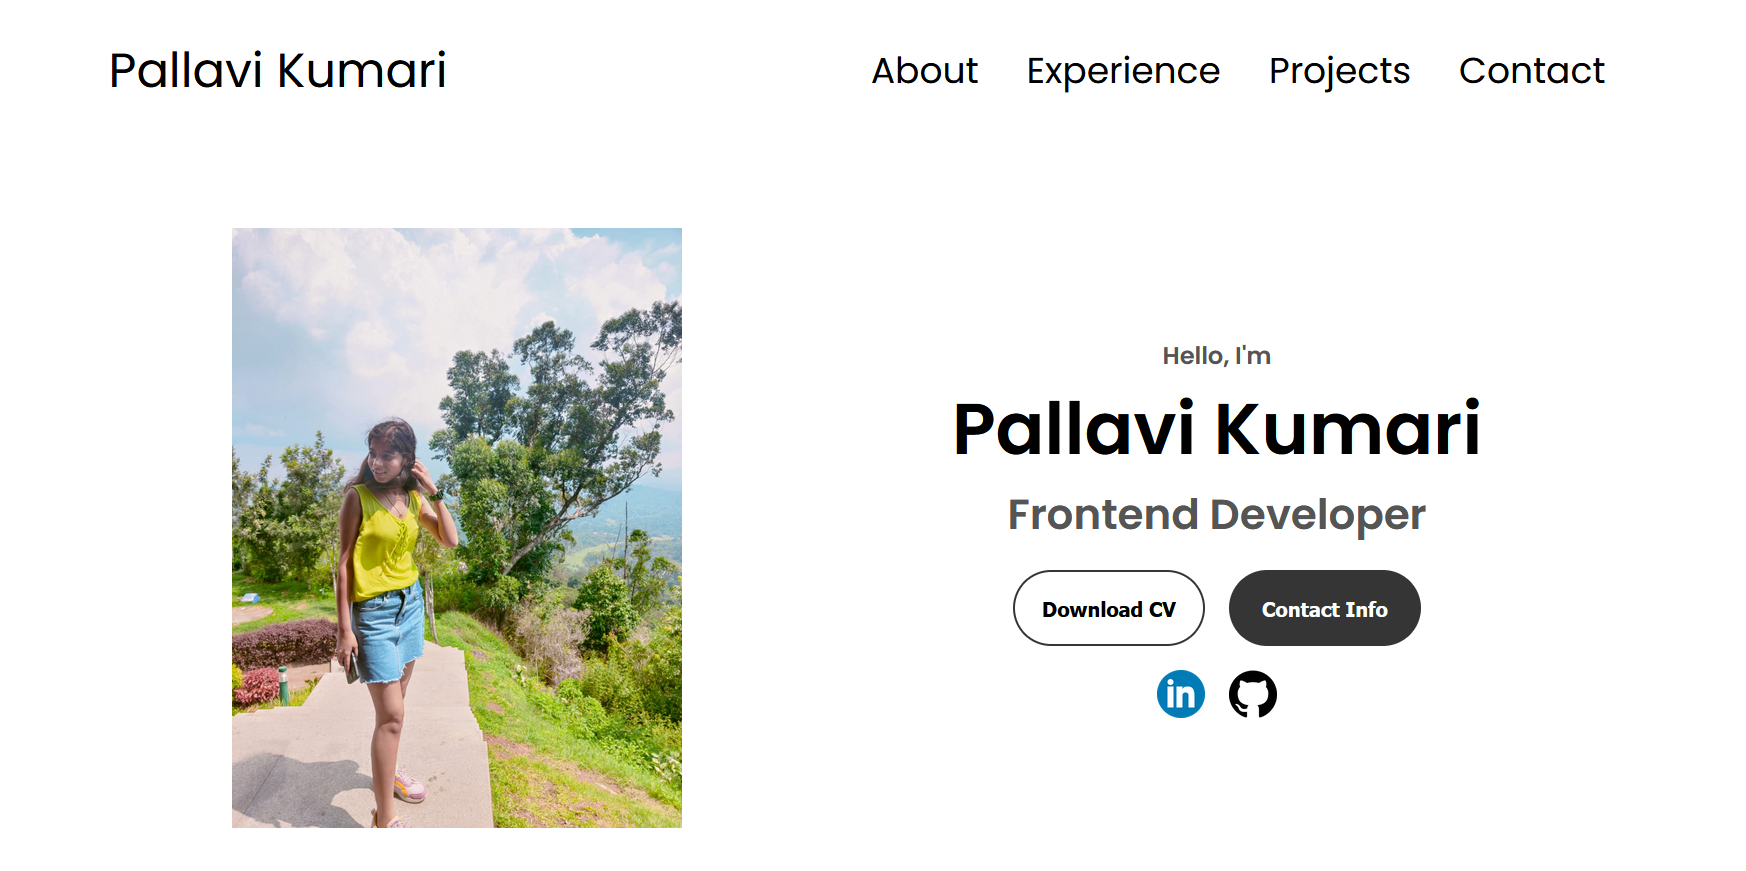 Pallavi Kumari
About Experience Projects Contact
Hello, I'm
Pallavi Kumari
Frontend Developer
Download CV
Contact Info
in